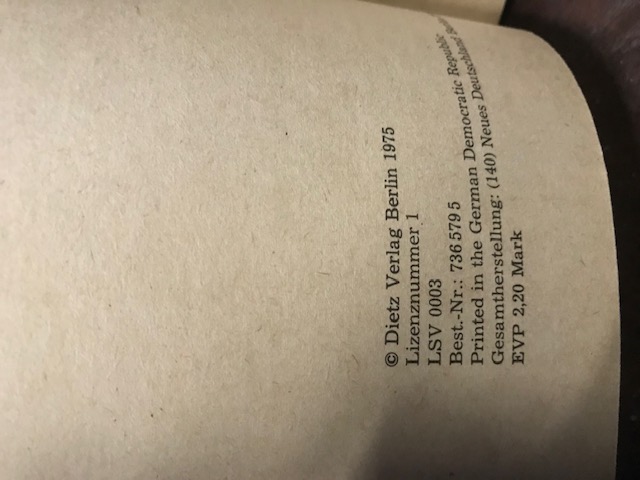 © Dietz Verlag Berlin 1975
Lizenznummer 1
LSV 0003
Best.-Nr.: 736 579 5
Printed in the German Democratic Republic
Gesamtherstellung: (140) Neues Deutschland
EVP 2,20 Mark